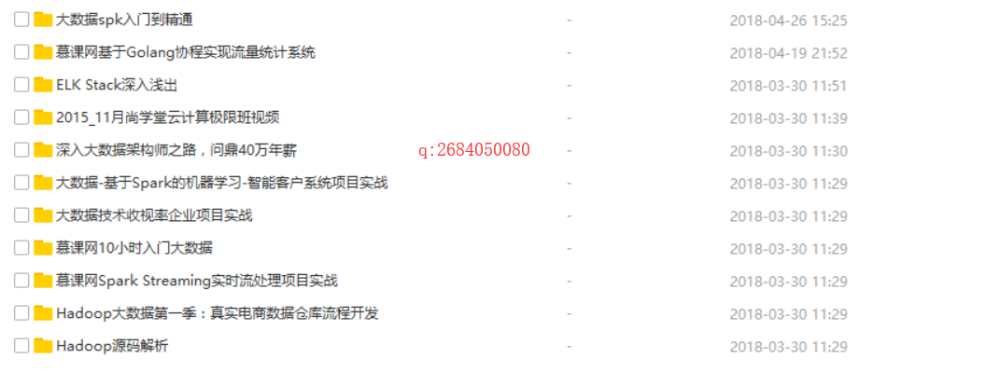 大数据spk入门到精通 - 2018-04-26 15:25
慕课网基于Golang协程实现流量统计系统 - 2018-04-19 21:52
ELK Stack深入浅出 - 2018-03-30 11:51
2015_11月尚学堂云计算极限班视频 - 2018-03-30 11:39
深入大数据架构师之路，问鼎40万年薪 q:2684050080 - 2018-03-30 11:30
大数据-基于Spark的机器学习-智能客户系统项目实战 - 2018-03-30 11:29
大数据技术收视率企业项目实战 - 2018-03-30 11:29
慕课网10小时入门大数据 - 2018-03-30 11:29
慕课网Spark Streaming实时流处理项目实战 - 2018-03-30 11:29
Hadoop大数据第一季：真实电商数据仓库流程开发 - 2018-03-30 11:29
Hadoop源码解析 - 2018-03-30 11:29